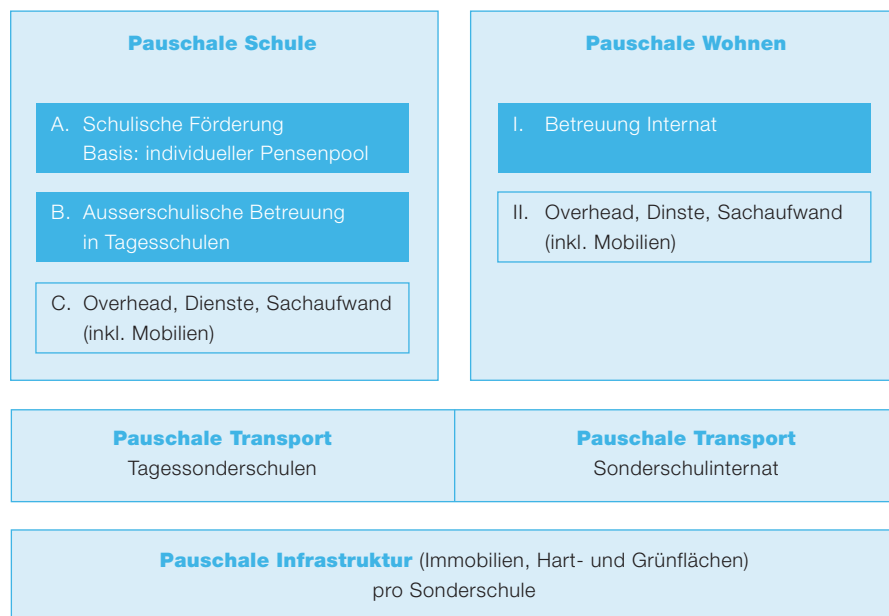 Pauschale Schule
A. Schulische Förderung
Basis: individueller Pensenpool
B. Ausserschulische Betreuung
in Tagesschulen
C. Overhead, Dienste, Sachaufwand
(inkl. Mobilien)
Pauschale Wohnen
I. Betreuung Internat
II. Overhead, Dinste, Sachaufwand
(inkl. Mobilien)
Pauschale Transport
Tagessonderschulen
Pauschale Transport
Sonderschulinternat
Pauschale Infrastruktur (Immobilien, Hart- und Grünflächen)
pro Sonderschule